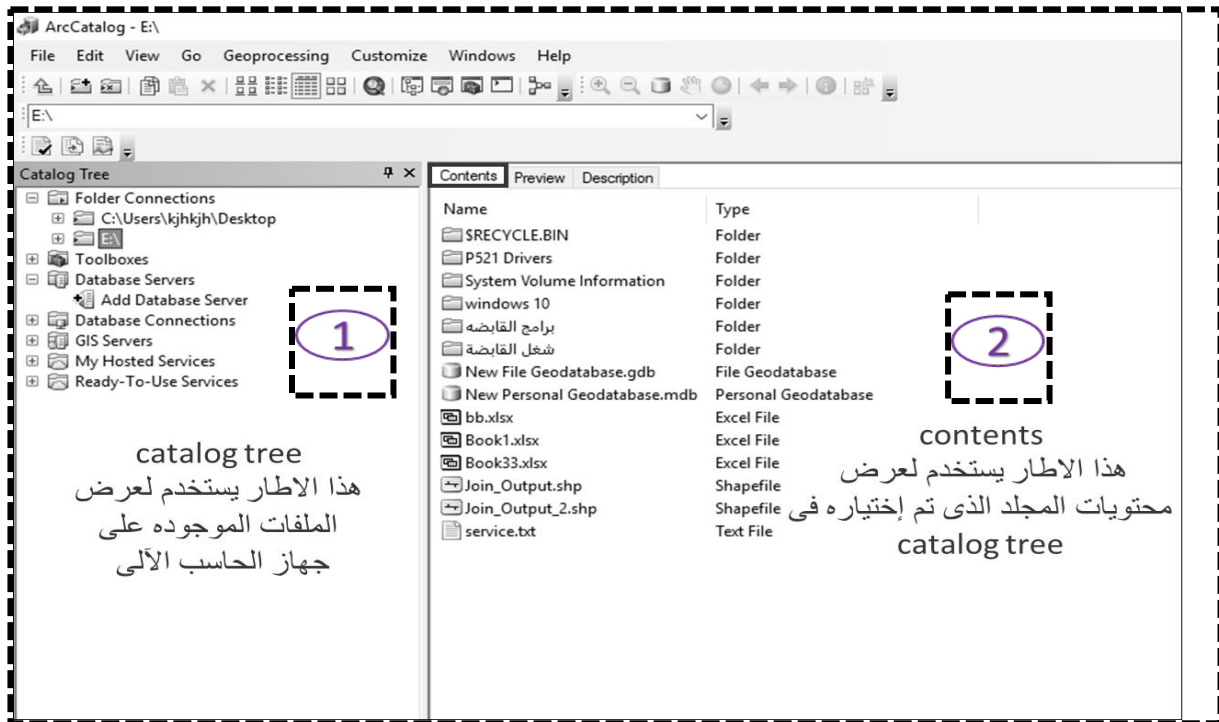 ArcCatalog - E:\
File Edit View Go Geoprocessing Customize Windows Help
E:\
Catalog Tree
Folder Connections
C:\Users\kjhkjh\Desktop
E:\
Toolboxes
Database Servers
Add Database Server
Database Connections
GIS Servers
My Hosted Services
Ready-To-Use Services
1
catalog tree
هذا الاطار يستخدم لعرض
الملفات الموجوده على
جهاز الحاسب الآلى
Contents Preview Description
Name Type
$RECYCLE.BIN Folder
P521 Drivers Folder
System Volume Information Folder
windows 10 Folder
برامج القابضه Folder
شغل القابضة Folder
New File Geodatabase.gdb File Geodatabase
New Personal Geodatabase.mdb Personal Geodatabase
bb.xlsx Excel File
Book1.xlsx Excel File
Book33.xlsx Excel File
Join_Output.shp Shapefile
Join_Output_2.shp Shapefile
service.txt Text File
2
contents
هذا الاطار يستخدم لعرض
محتويات المجلد الذى تم إختياره فى
catalog tree